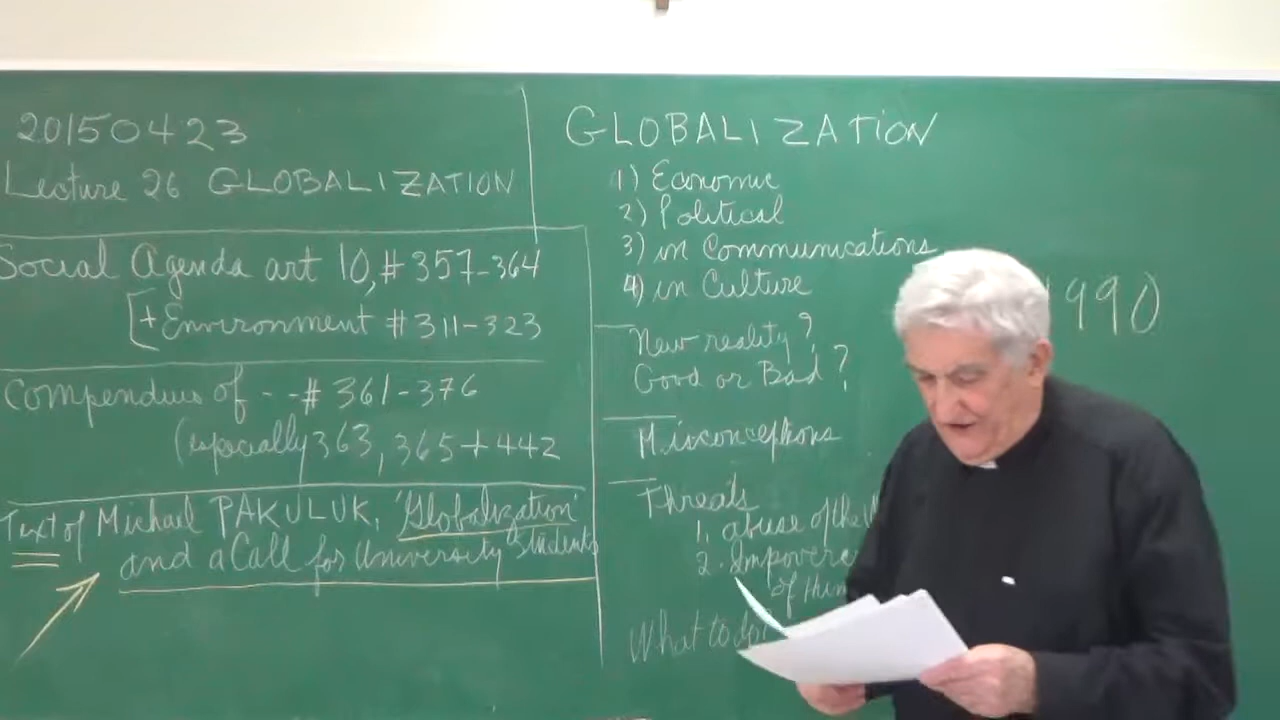 20150423
Lecture 26 GLOBALIZATION
Social Agenda art 10, # 357-364
[+ Environment # 311-323
Compendium of -- # 361-376
(especially 363, 365 + 442
Text of Michael PAKULUK, 'Globalization'
and a Call for University Students
GLOBALIZATION
1) Economic
2) Political
3) in Communications
4) in Culture
New reality?
Good or Bad?
Misconceptions
Threats
1. abuse of the
2. Impovere
of
What to do?
1990